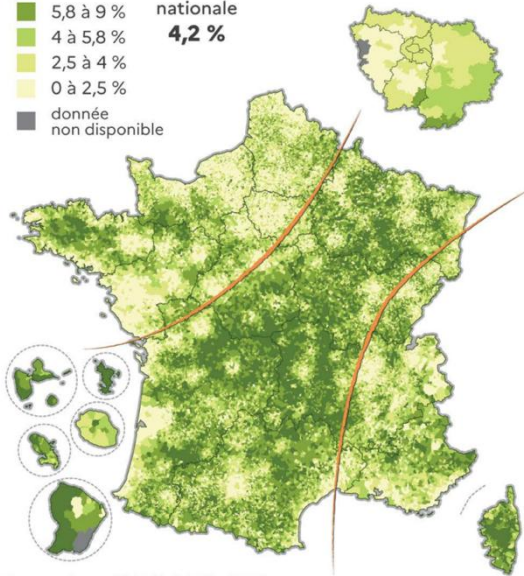 5,8 à 9 %
4 à 5,8 %
2,5 à 4 %
0 à 2,5 %
donnée
non disponible
nationale
4,2 %